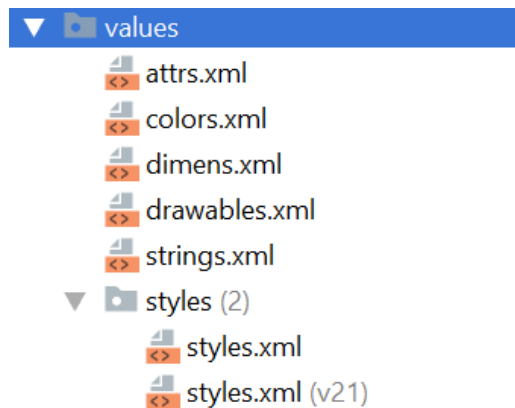 values
attrs.xml
colors.xml
dimens.xml
drawables.xml
strings.xml
styles (2)
styles.xml
styles.xml (v21)